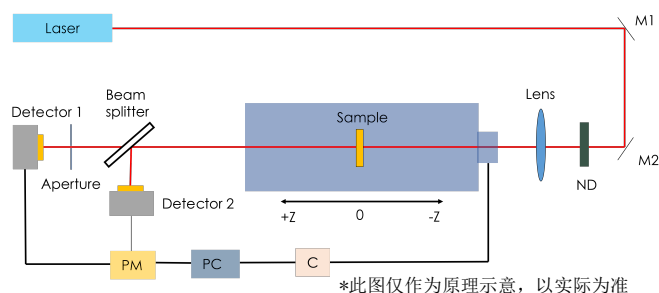 Laser
M1
Lens
Beam
splitter
Detector 1
Sample
Aperture
M2
ND
Detector 2
+Z
0
-Z
PM
PC
C
*此图仅作为原理示意，以实际为准